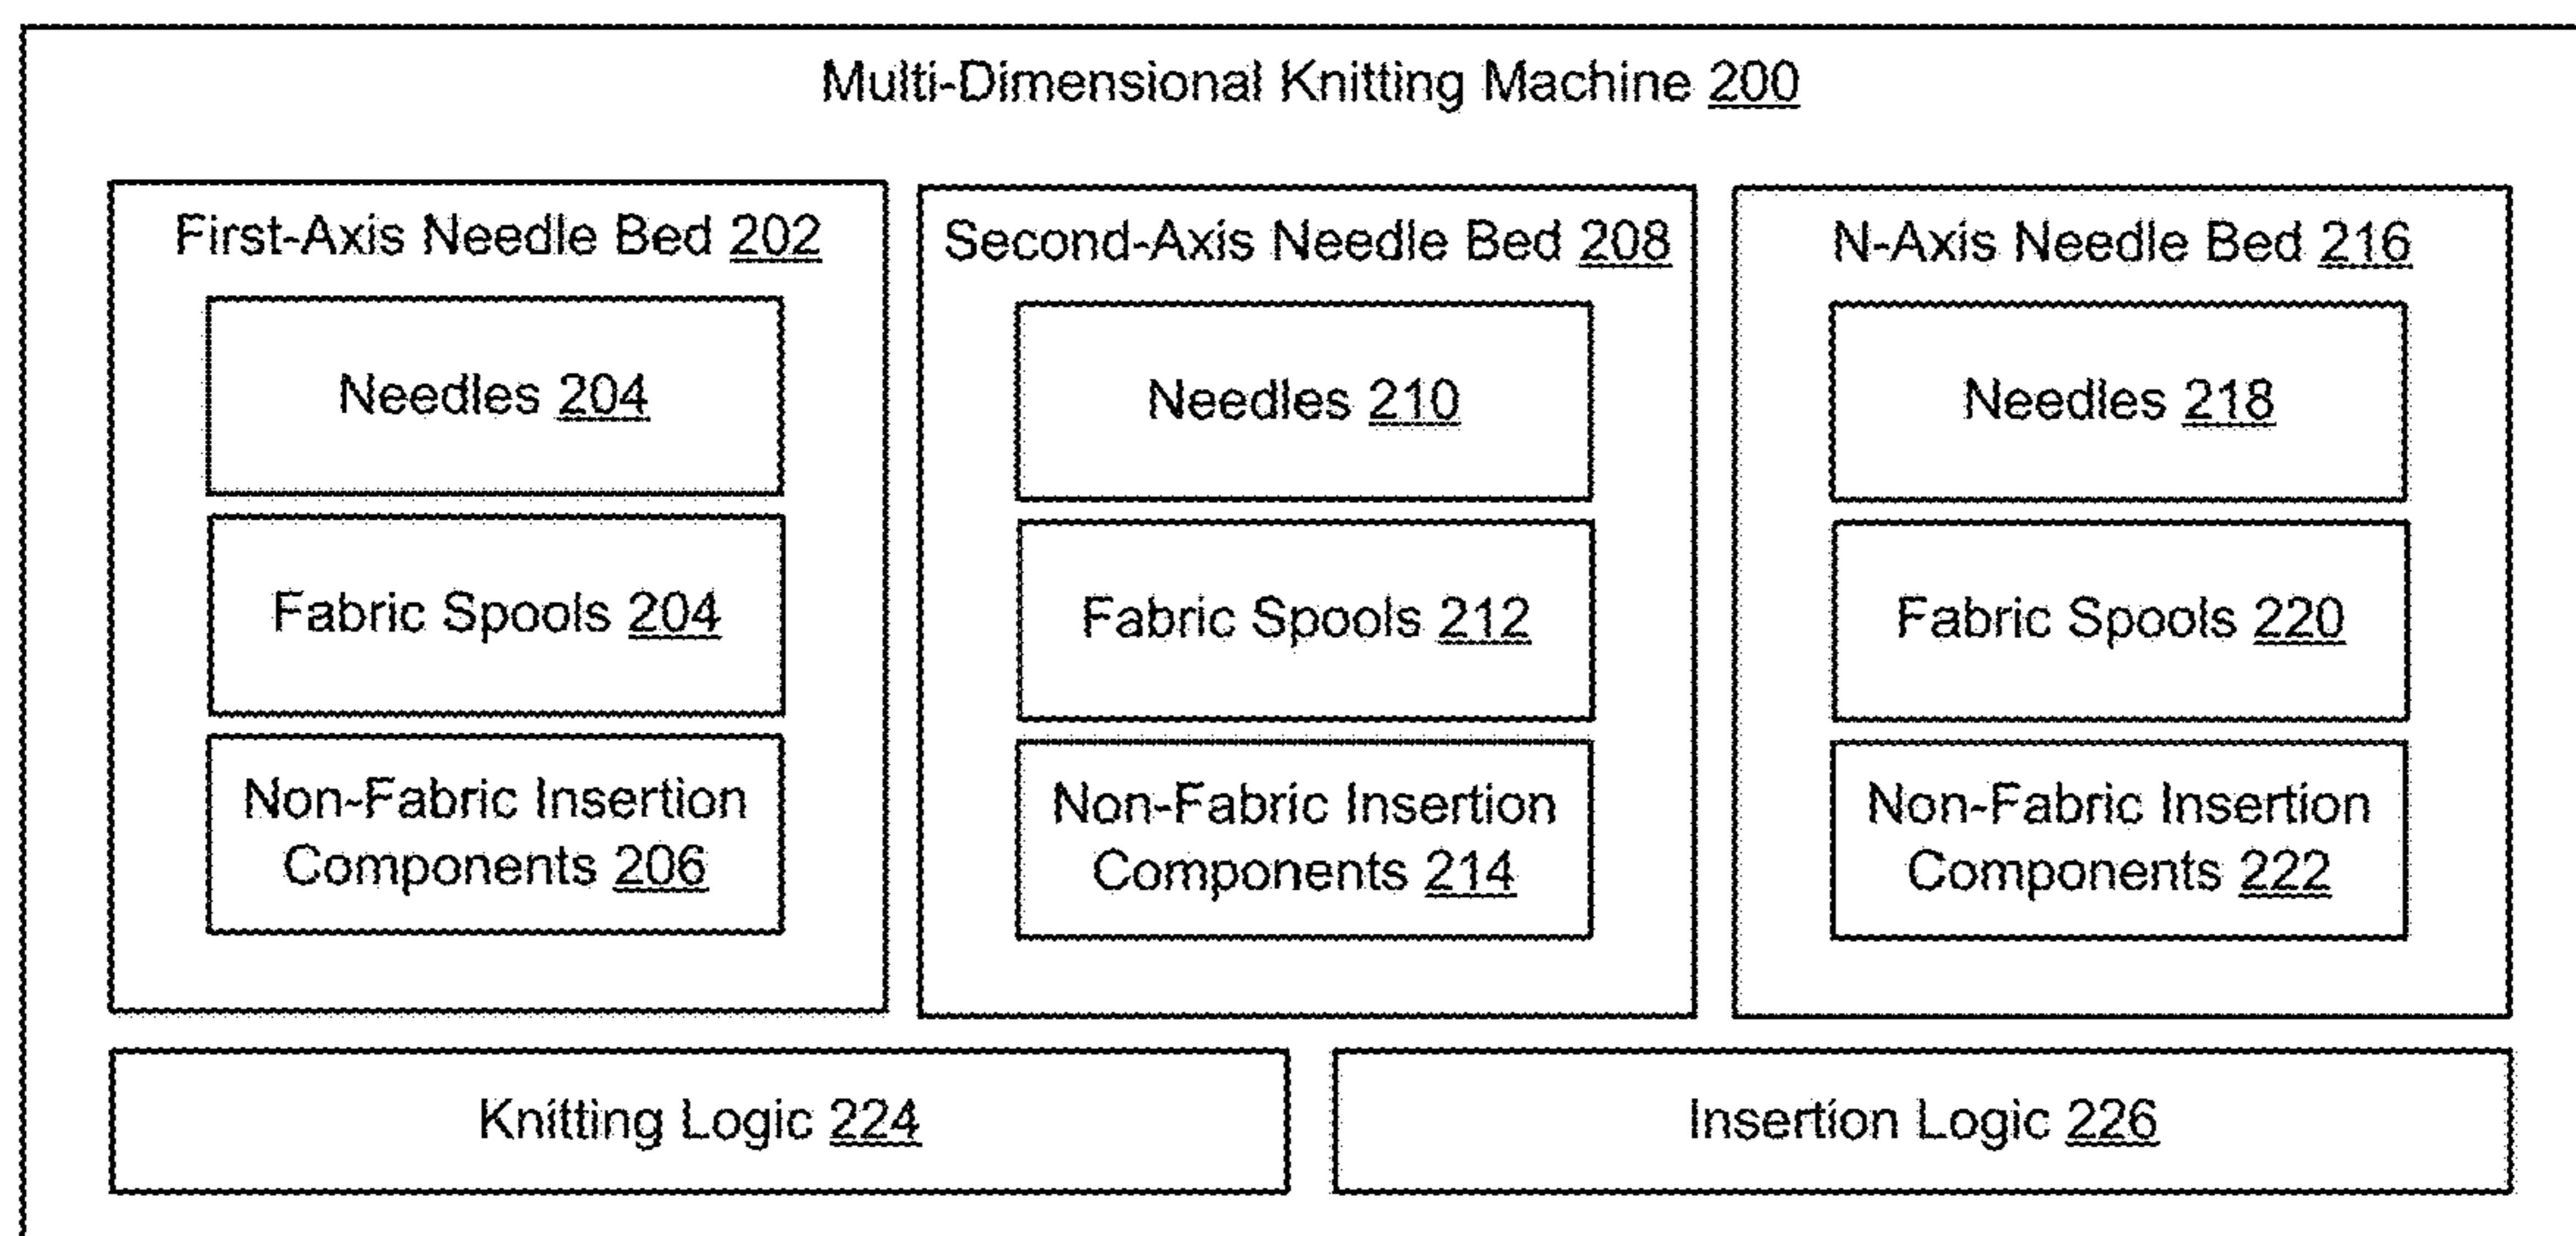 Multi-Dimensional Knitting Machine 200
First-Axis Needle Bed 202
Needles 204
Fabric Spools 204
Non-Fabric Insertion
Components 206
Second-Axis Needle Bed 208
Needles 210
Fabric Spools 212
Non-Fabric Insertion
Components 214
N-Axis Needle Bed 216
Needles 218
Fabric Spools 220
Non-Fabric Insertion
Components 222
Knitting Logic 224
Insertion Logic 226